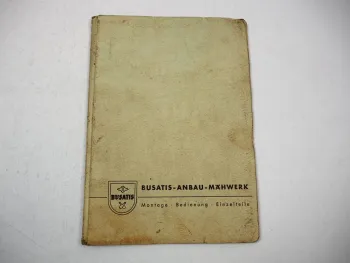 BUSATIS-ANBAU-MÄHWERK
BUSATIS
Montage · Bedienung · Einzelteile